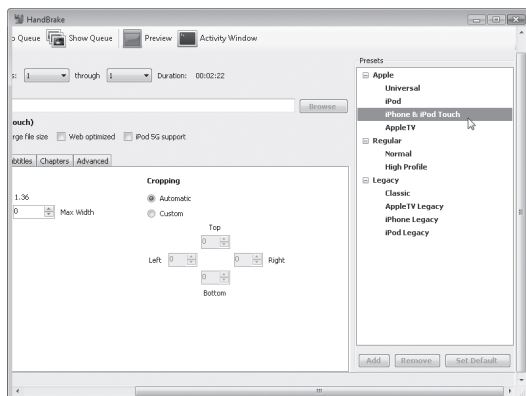 HandBrake
o Queue Show Queue Preview Activity Window
Presets
s: 1 through 1 Duration: 00:02:22
Apple
Universal
iPod
Browse
iPhone & iPod Touch
ouch)
AppleTV
rge file size Web optimized iPod 5G support
Regular
Normal
btitles Chapters Advanced
High Profile
Legacy
Cropping
Classic
1.36 Automatic
AppleTV Legacy
0 Max Width Custom
iPhone Legacy
Top
iPod Legacy
0
Left 0 0 Right
0
Bottom
Add Remove Set Default